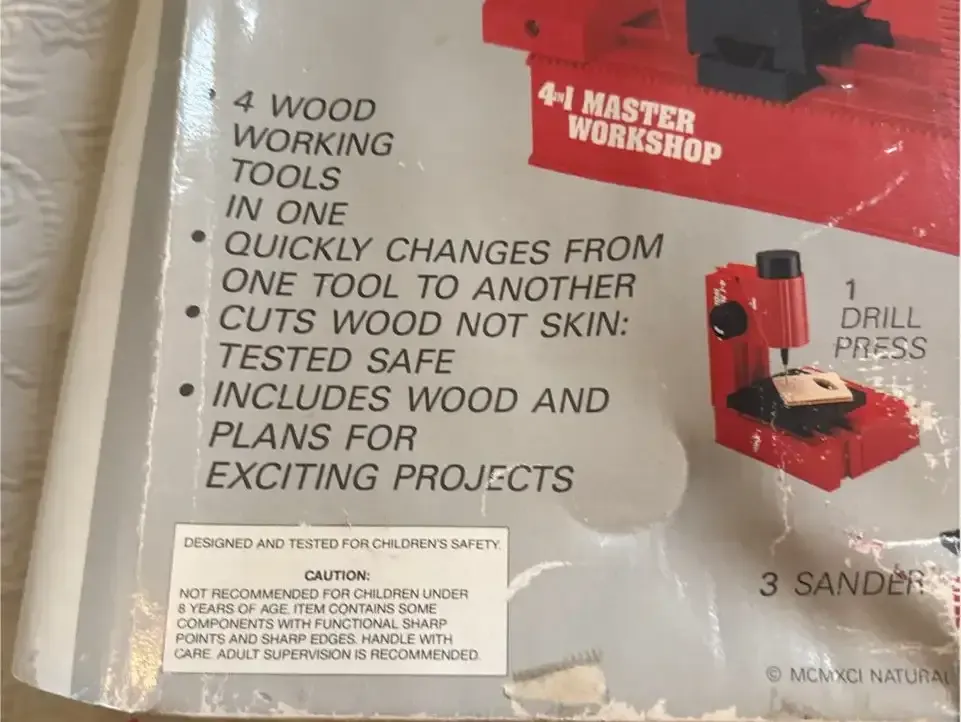 4 IN 1 MASTER
WORKSHOP
• 4 WOOD
WORKING
TOOLS
IN ONE
• QUICKLY CHANGES FROM
ONE TOOL TO ANOTHER
• CUTS WOOD NOT SKIN:
TESTED SAFE
• INCLUDES WOOD AND
PLANS FOR
EXCITING PROJECTS
1
DRILL
PRESS
3 SANDER
DESIGNED AND TESTED FOR CHILDREN'S SAFETY.
CAUTION:
NOT RECOMMENDED FOR CHILDREN UNDER
8 YEARS OF AGE. ITEM CONTAINS SOME
COMPONENTS WITH FUNCTIONAL SHARP
POINTS AND SHARP EDGES. HANDLE WITH
CARE. ADULT SUPERVISION IS RECOMMENDED.
© MCMXCI NATURAL